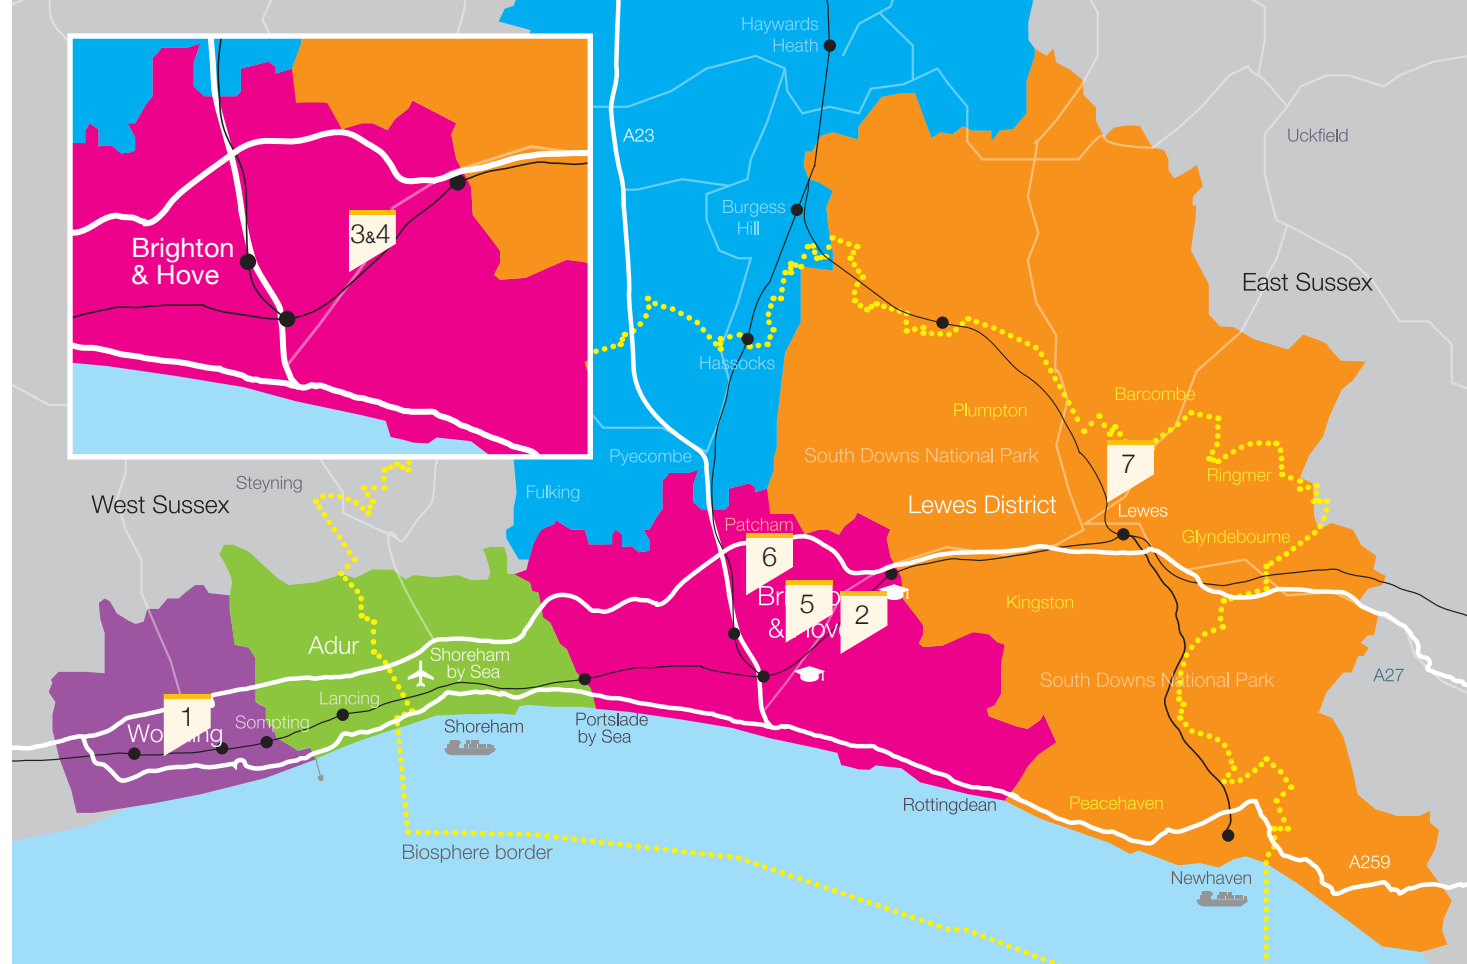 Haywards
Heath
Uckfield
A23
3&4
Brighton
& Hove
Burgess
Hill
East Sussex
Hassocks
Barcombe
Plumpton
Pyecombe
South Downs National Park
7
Ringmer
Steyning
Fulking
West Sussex
Lewes District
Lewes
Patcham
Glyndebourne
6
5
2
& Hove
Kingston
Adur
Shoreham
by Sea
A27
South Downs National Park
Lancing
1
Sompting
Shoreham
Portslade
by Sea
Rottingdean
Peacehaven
Biosphere border
A259
Newhaven